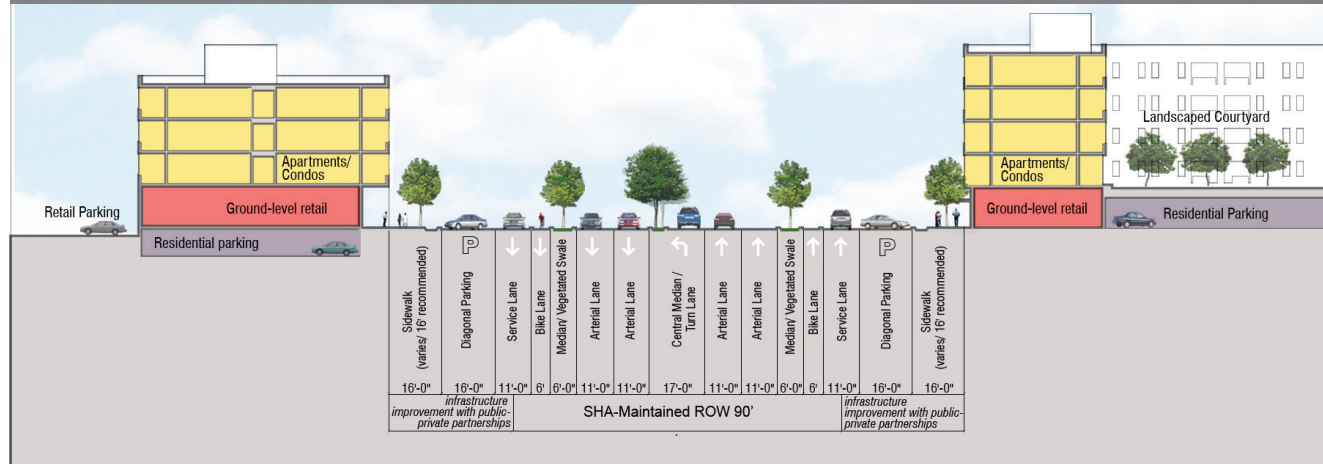 Landscaped Courtyard
Apartments/
Condos
Apartments/
Condos
Retail Parking
Ground-level retail
Ground-level retail
Residential Parking
Residential parking
P
P
Sidewalk
(varies/ 16' recommended)
Diagonal Parking
Service Lane
Bike Lane
Median/ Vegetated Swale
Arterial Lane
Arterial Lane
Central Median /
Turn Lane
Arterial Lane
Arterial Lane
Median/ Vegetated Swale
Bike Lane
Service Lane
Diagonal Parking
Sidewalk
(varies/ 16' recommended)
16'-0" 16'-0" 11'-0" 6' 6'-0" 11'-0" 11'-0" 17'-0" 11'-0" 11'-0" 6'-0" 6' 11'-0" 16'-0" 16'-0"
infrastructure
improvement with public-
private partnerships
SHA-Maintained ROW 90'
infrastructure
improvement with public-
private partnerships